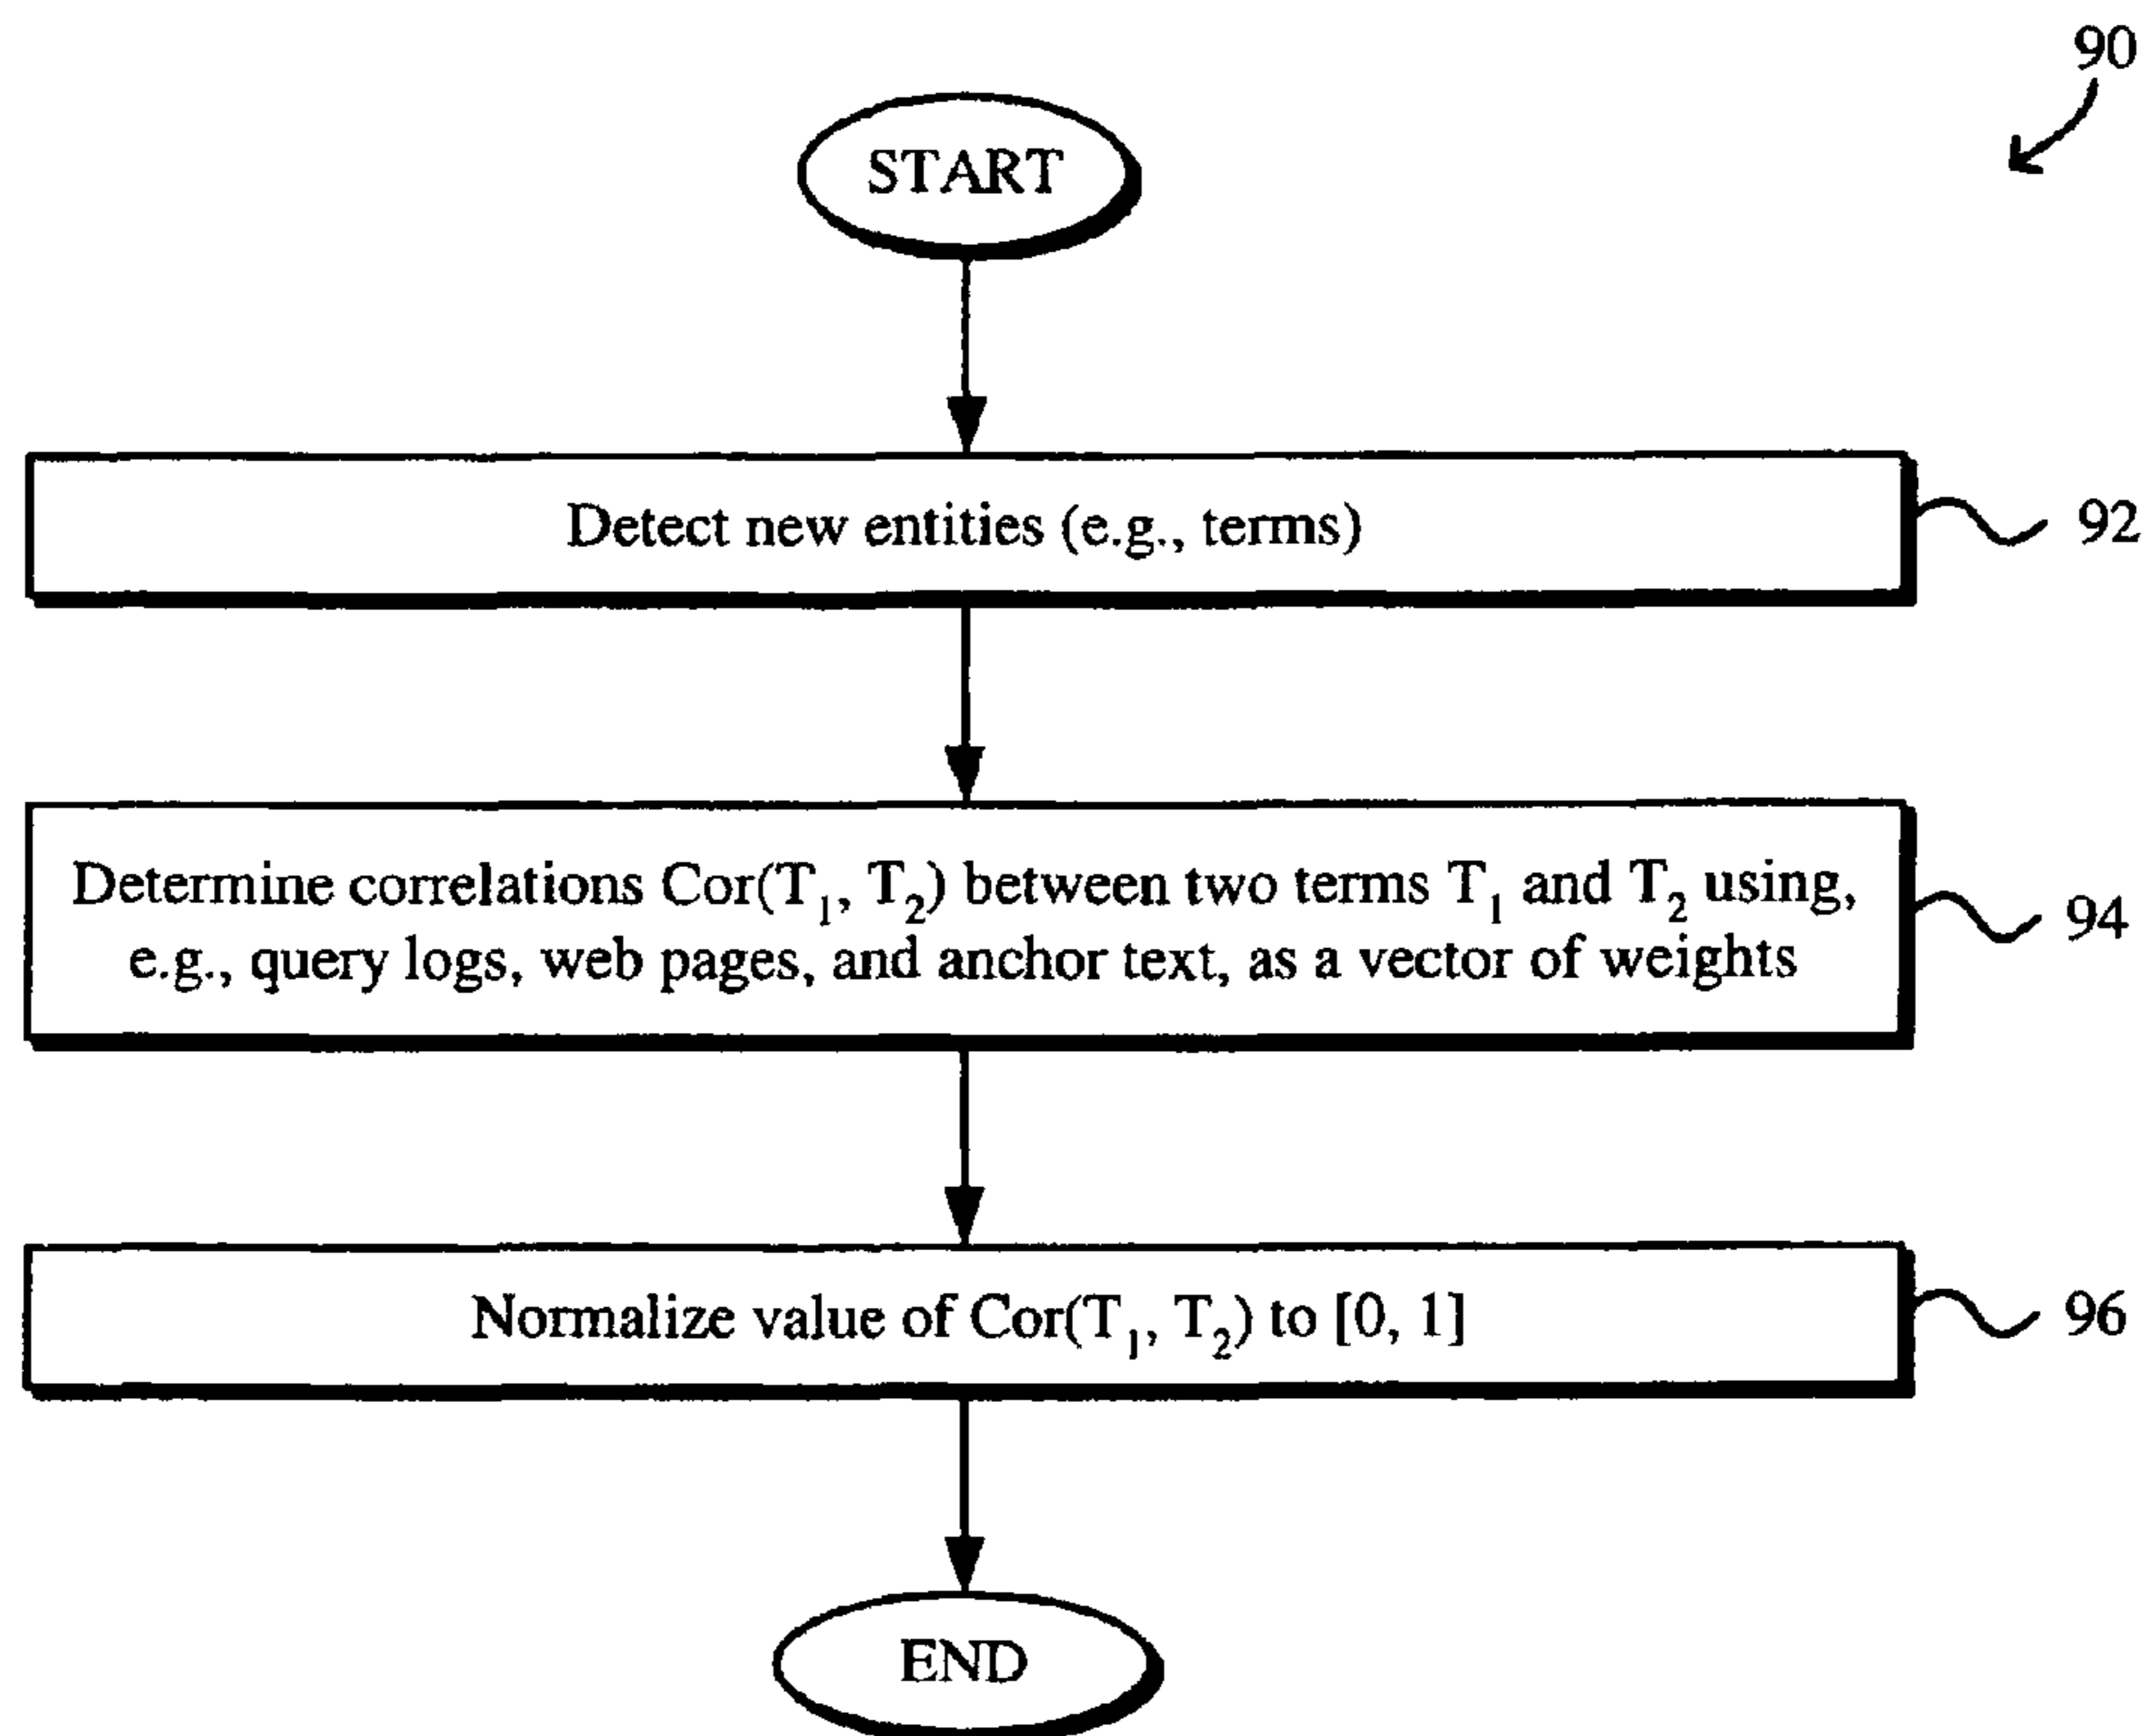 90
START
Detect new entities (e.g., terms)
92
Determine correlations Cor(T₁, T₂) between two terms T₁ and T₂ using,
e.g., query logs, web pages, and anchor text, as a vector of weights
94
Normalize value of Cor(T₁, T₂) to [0, 1]
96
END